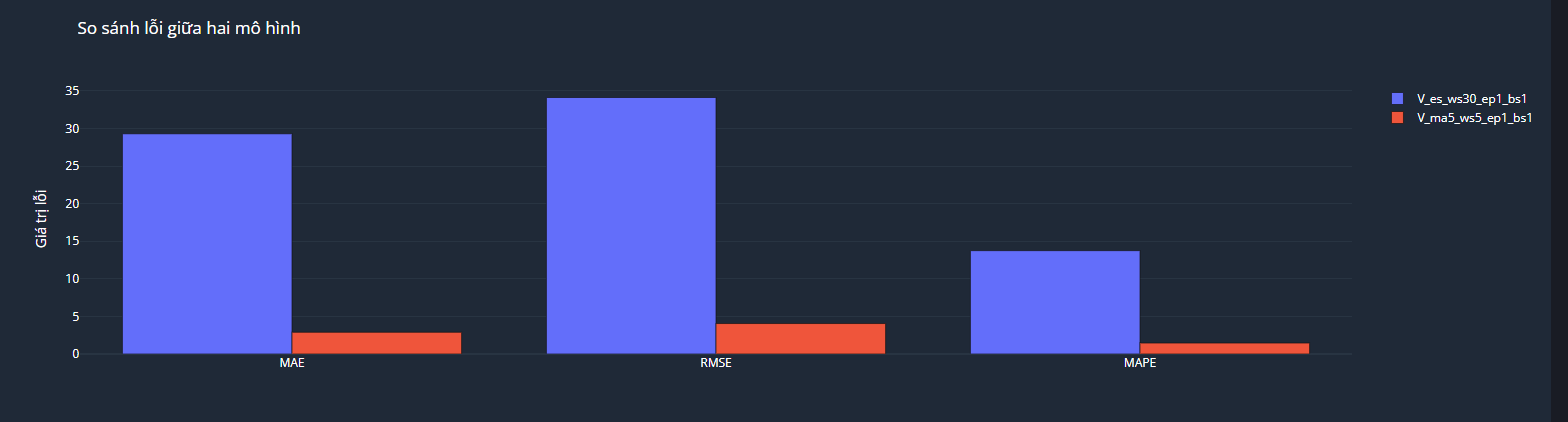 So sánh lỗi giữa hai mô hình
35
30
25
20
15
10
5
0
Giá trị lỗi
MAE
RMSE
MAPE
V_es_ws30_ep1_bs1
V_ma5_ws5_ep1_bs1